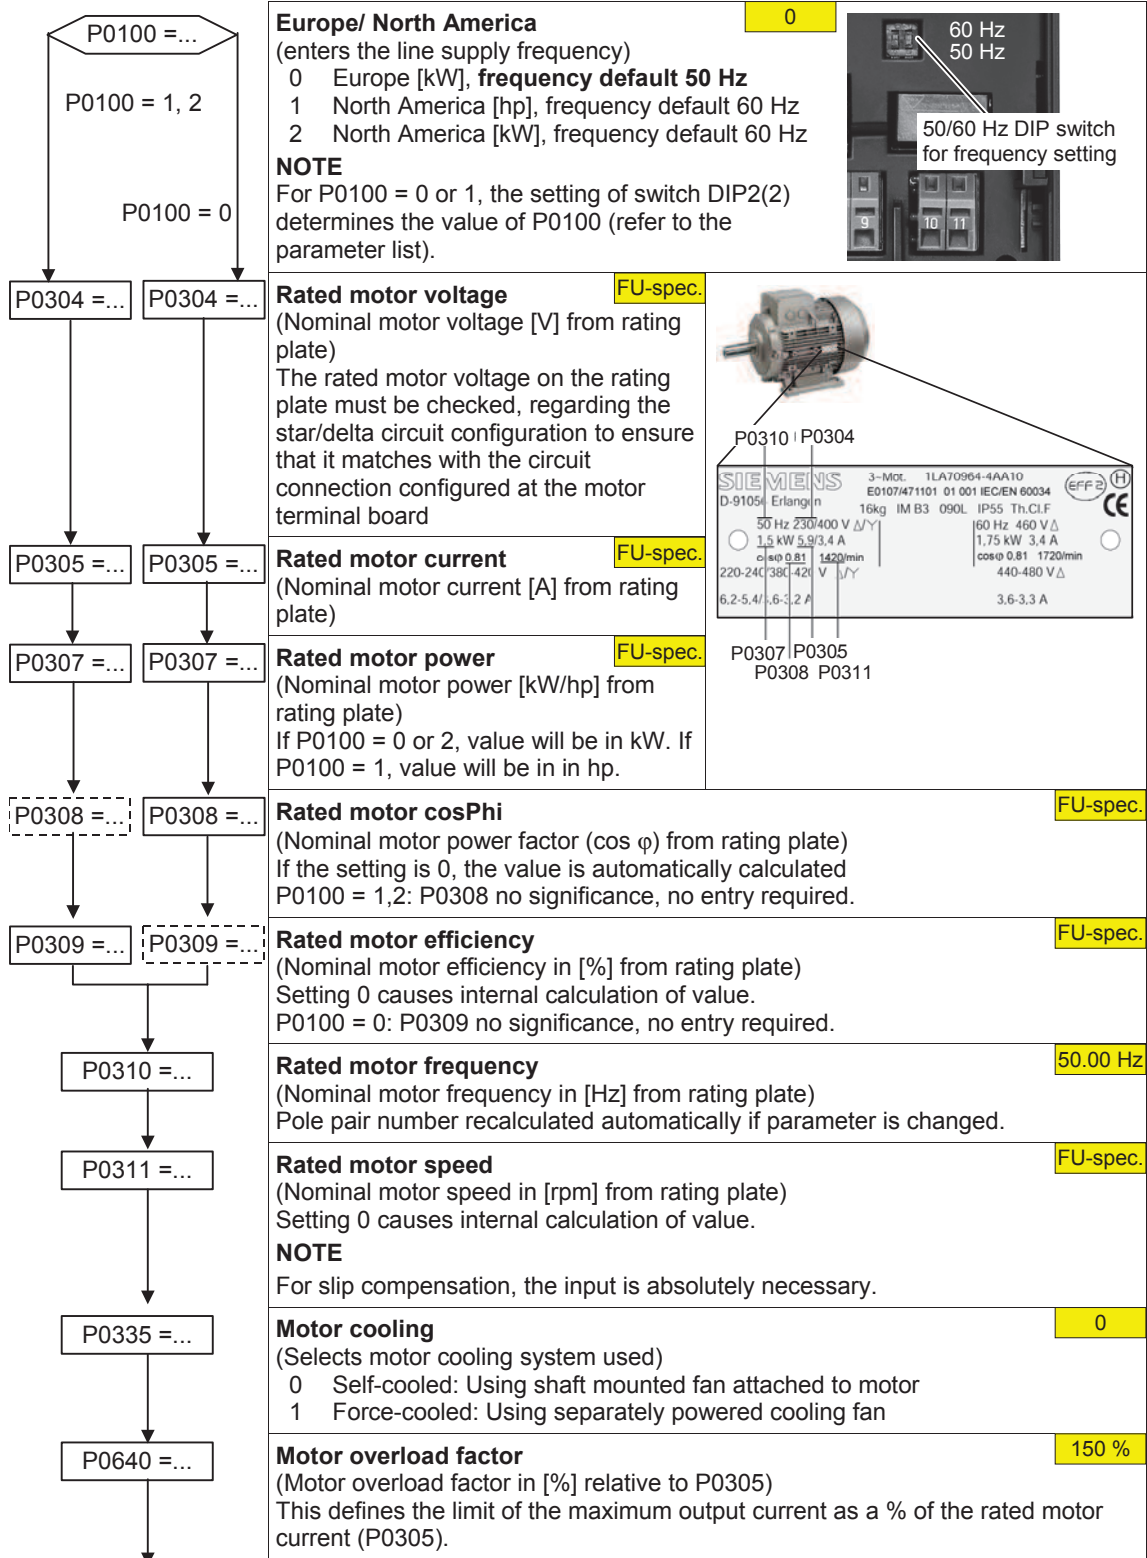 P0100 =...
P0100 = 1, 2
P0100 = 0
Europe/ North America
0
(enters the line supply frequency)
0 Europe [kW], frequency default 50 Hz
1 North America [hp], frequency default 60 Hz
2 North America [kW], frequency default 60 Hz
NOTE
For P0100 = 0 or 1, the setting of switch DIP2(2)
determines the value of P0100 (refer to the
parameter list).
60 Hz
50 Hz
50/60 Hz DIP switch
for frequency setting
9
10 11
P0304 =...
P0304 =...
Rated motor voltage
FU-spec.
(Nominal motor voltage [V] from rating
plate)
The rated motor voltage on the rating
plate must be checked, regarding the
star/delta circuit configuration to ensure
that it matches with the circuit
connection configured at the motor
terminal board
P0310 P0304
SIEMENS
D-9105 Erlangen
3~Mot. 1LA70964-4AA10
E0107/471101 01 001 IEC/EN 60034
16kg IM B3 090L IP55 Th.Cl.F
EFF 2
H
CE
50 Hz 230/400 V Δ/Y
1,5 kW 5,9/3,4 A
cosφ 0,81 1420/min
220-240/380-420 V Δ/Y
6,2-5,4/3,6-3,2 A
60 Hz 460 V Δ
1,75 kW 3,4 A
cosφ 0,81 1720/min
440-480 V Δ
3,6-3,3 A
P0307 P0305
P0308 P0311
P0305 =...
P0305 =...
Rated motor current
FU-spec.
(Nominal motor current [A] from rating
plate)
P0307 =...
P0307 =...
Rated motor power
FU-spec.
(Nominal motor power [kW/hp] from
rating plate)
If P0100 = 0 or 2, value will be in kW. If
P0100 = 1, value will be in in hp.
P0308 =...
P0308 =...
Rated motor cosPhi
FU-spec.
(Nominal motor power factor (cos φ) from rating plate)
If the setting is 0, the value is automatically calculated
P0100 = 1,2: P0308 no significance, no entry required.
P0309 =...
P0309 =...
Rated motor efficiency
FU-spec.
(Nominal motor efficiency in [%] from rating plate)
Setting 0 causes internal calculation of value.
P0100 = 0: P0309 no significance, no entry required.
P0310 =...
Rated motor frequency
50.00 Hz
(Nominal motor frequency in [Hz] from rating plate)
Pole pair number recalculated automatically if parameter is changed.
P0311 =...
Rated motor speed
FU-spec.
(Nominal motor speed in [rpm] from rating plate)
Setting 0 causes internal calculation of value.
NOTE
For slip compensation, the input is absolutely necessary.
P0335 =...
Motor cooling
0
(Selects motor cooling system used)
0 Self-cooled: Using shaft mounted fan attached to motor
1 Force-cooled: Using separately powered cooling fan
P0640 =...
Motor overload factor
150 %
(Motor overload factor in [%] relative to P0305)
This defines the limit of the maximum output current as a % of the rated motor
current (P0305).